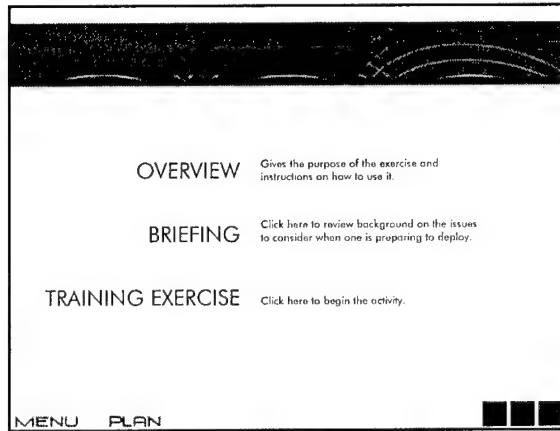 OVERVIEW
Gives the purpose of the exercise and
instructions on how to use it.
BRIEFING
Click here to review background on the issues
to consider when one is preparing to deploy.
TRAINING EXERCISE
Click here to begin the activity.
MENU PLAN